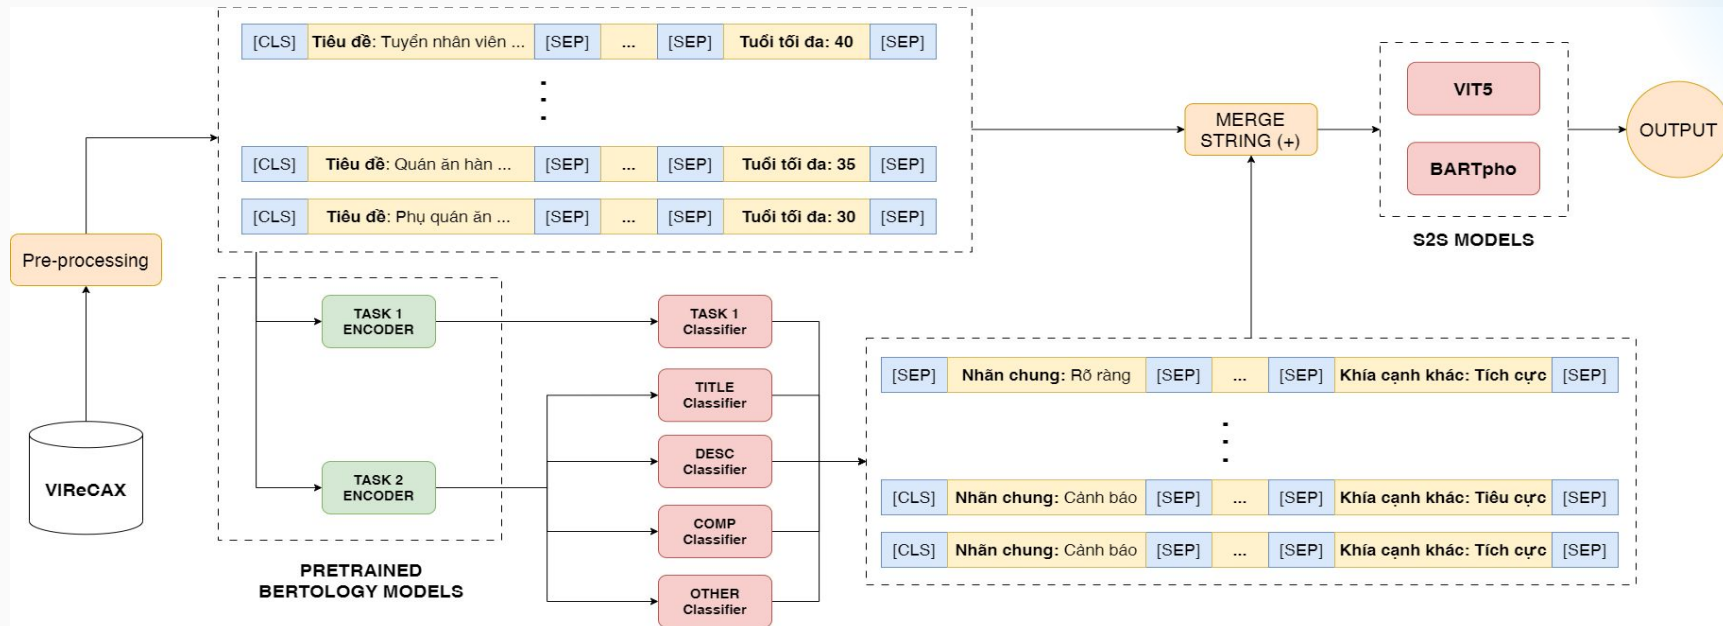 [CLS] Tiêu đề: Tuyển nhân viên ... [SEP] ... [SEP] Tuổi tối đa: 40 [SEP]
[CLS] Tiêu đề: Quán ăn hàn ... [SEP] ... [SEP] Tuổi tối đa: 35 [SEP]
[CLS] Tiêu đề: Phụ quán ăn ... [SEP] ... [SEP] Tuổi tối đa: 30 [SEP]
Pre-processing
VIReCAX
TASK 1
ENCODER
TASK 2
ENCODER
PRETRAINED
BERTOLOGY MODELS
TASK 1
Classifier
TITLE
Classifier
DESC
Classifier
COMP
Classifier
OTHER
Classifier
[SEP] Nhãn chung: Rõ ràng [SEP] ... [SEP] Khía cạnh khác: Tích cực [SEP]
[CLS] Nhãn chung: Cảnh báo [SEP] ... [SEP] Khía cạnh khác: Tiêu cực [SEP]
[CLS] Nhãn chung: Cảnh báo [SEP] ... [SEP] Khía cạnh khác: Tích cực [SEP]
MERGE
STRING (+)
VIT5
BARTpho
S2S MODELS
OUTPUT